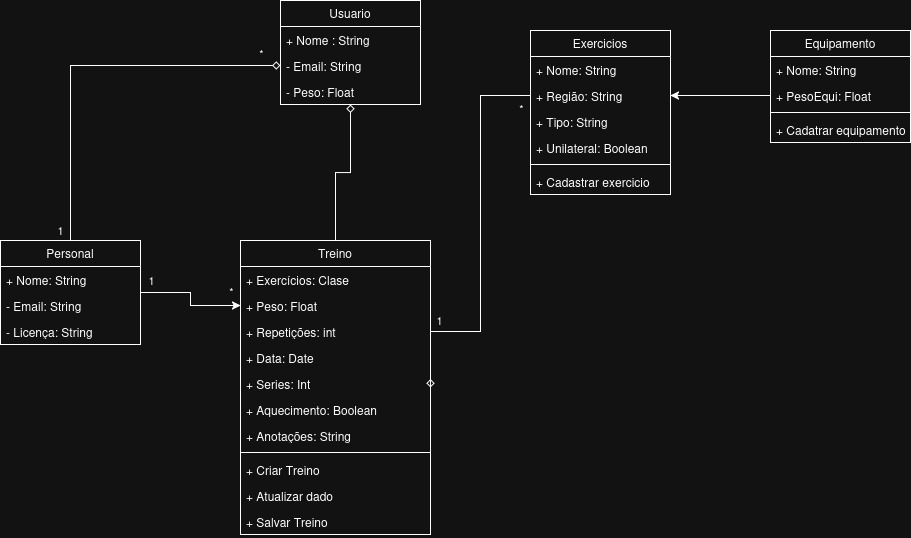 Usuario
+ Nome : String
- Email: String
- Peso: Float
*
1
Exercicios
+ Nome: String
+ Região: String
+ Tipo: String
+ Unilateral: Boolean
+ Cadastrar exercicio
*
Equipamento
+ Nome: String
+ PesoEqui: Float
+ Cadatrar equipamento
Personal
+ Nome: String
- Email: String
- Licença: String
1
*
Treino
+ Exercícios: Clase
+ Peso: Float
+ Repetições: int
+ Data: Date
+ Series: Int
+ Aquecimento: Boolean
+ Anotações: String
+ Criar Treino
+ Atualizar dado
+ Salvar Treino
1